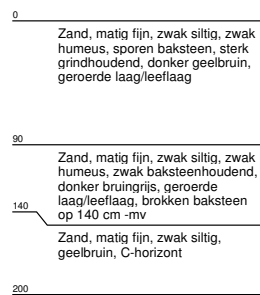 0
Zand, matig fijn, zwak siltig, zwak
humeus, sporen baksteen, sterk
grindhoudend, donker geelbruin,
geroerde laag/leeflaag
90
Zand, matig fijn, zwak siltig, zwak
humeus, zwak baksteenhoudend,
donker bruingrijs, geroerde
laag/leeflaag, brokken baksteen
op 140 cm -mv
140
Zand, matig fijn, zwak siltig,
geelbruin, C-horizont
200